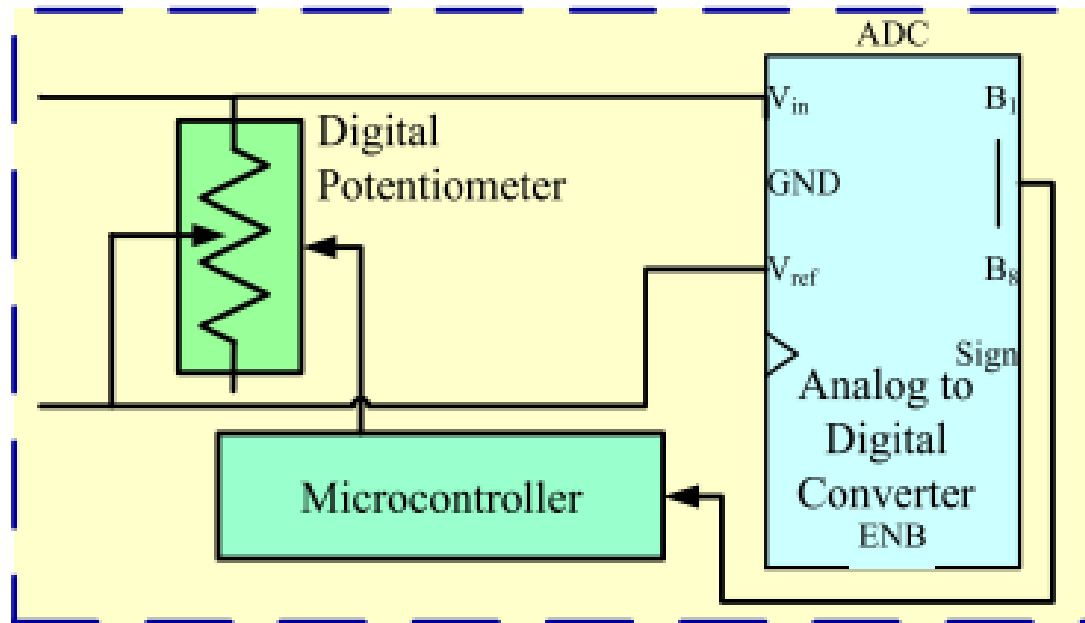 ADC
Vin
B1
Digital
Potentiometer
GND
Vref
B8
Sign
Analog to
Digital
Converter
Microcontroller
ENB